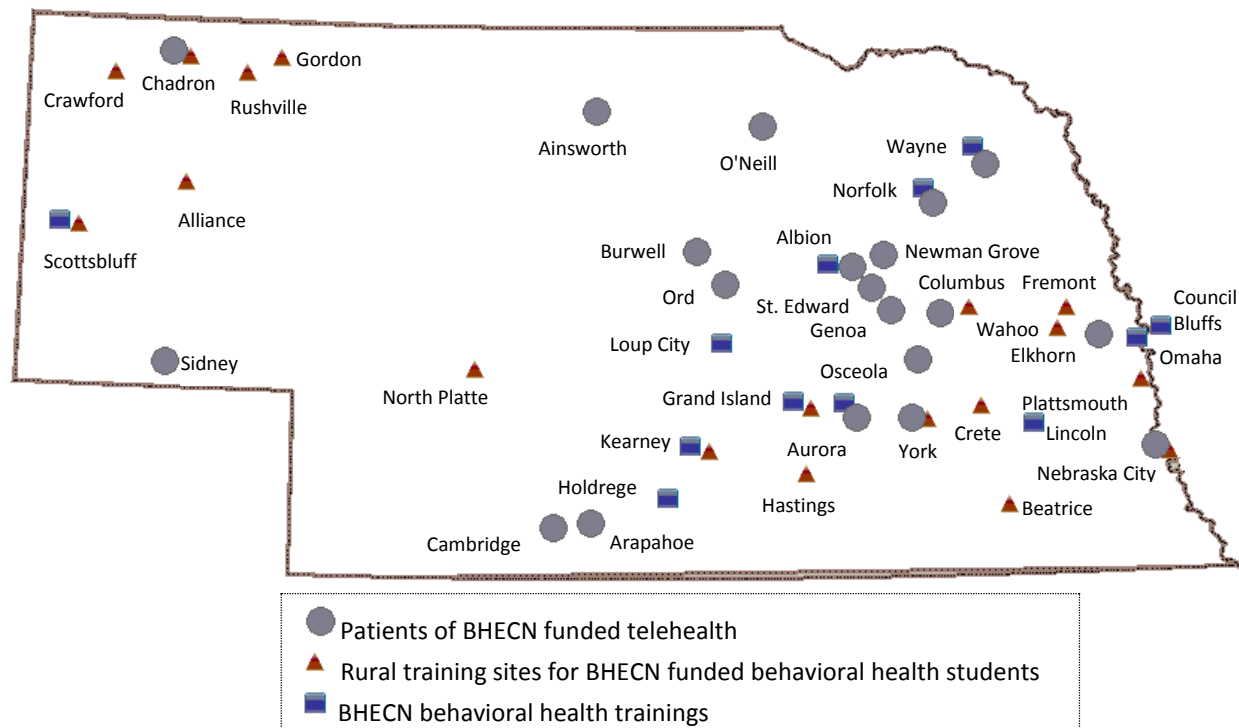 Gordon
Chadron
Crawford
Rushville
Ainsworth
O'Neill
Wayne
Norfolk
Alliance
Scottsbluff
Burwell
Albion
Newman Grove
Ord
St. Edward
Columbus
Fremont
Council
Bluffs
Genoa
Wahoo
Loup City
Elkhorn
Omaha
Sidney
North Platte
Osceola
Grand Island
Plattsmouth
Kearney
Aurora
York
Crete
Lincoln
Holdrege
Hastings
Nebraska City
Beatrice
Cambridge
Arapahoe
Patients of BHECN funded telehealth
Rural training sites for BHECN funded behavioral health students
BHECN behavioral health trainings